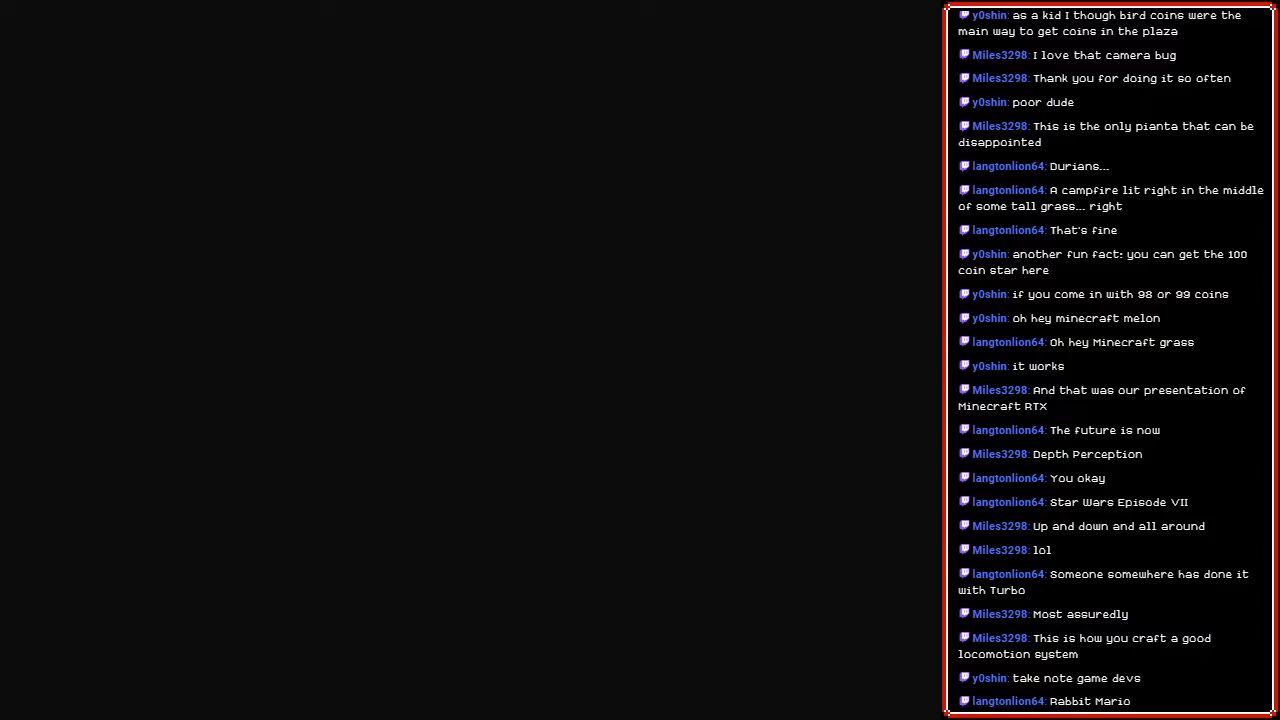 y0shin: as a kid I though bird coins were the
main way to get coins in the plaza
Miles3298: I love that camera bug
Miles3298: Thank you for doing it so often
y0shin: poor dude
Miles3298: This is the only pianta that can be
disappointed
langtonlion64: Durians...
langtonlion64: A campfire lit right in the middle
of some tall grass... right
langtonlion64: That's fine
y0shin: another fun fact: you can get the 100
coin star here
y0shin: if you come in with 98 or 99 coins
y0shin: oh hey minecraft melon
langtonlion64: Oh hey Minecraft grass
y0shin: it works
Miles3298: And that was our presentation of
Minecraft RTX
langtonlion64: The future is now
Miles3298: Depth Perception
langtonlion64: You okay
langtonlion64: Star Wars Episode VII
Miles3298: Up and down and all around
Miles3298: lol
langtonlion64: Someone somewhere has done it
with Turbo
Miles3298: Most assuredly
Miles3298: This is how you craft a good
locomotion system
y0shin: take note game devs
langtonlion64: Rabbit Mario